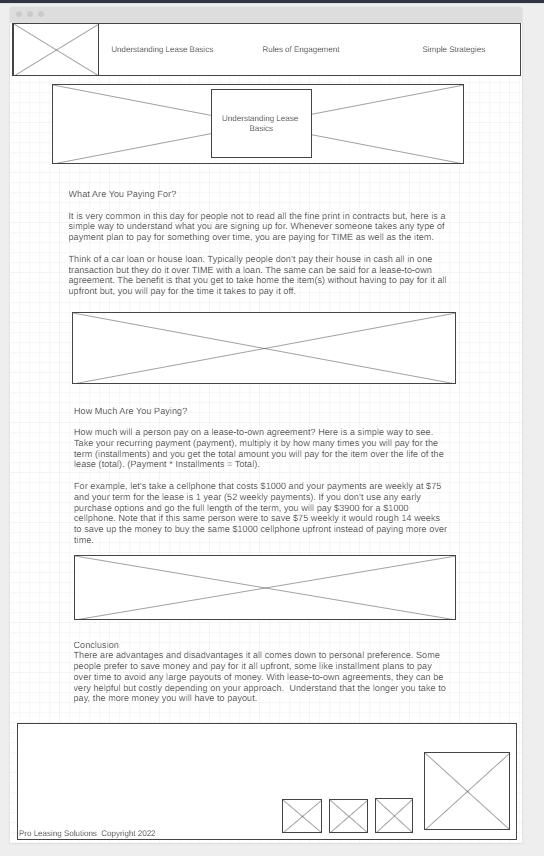 Understanding Lease Basics Rules of Engagement Simple Strategies
Understanding Lease
Basics
What Are You Paying For?
It is very common in this day for people not to read all the fine print in contracts but, here is a
simple way to understand what you are signing up for. Whenever someone takes any type of
payment plan to pay for something over time, you are paying for TIME as well as the item.
Think of a car loan or house loan. Typically people don't pay their house in cash all in one
transaction but they do it over TIME with a loan. The same can be said for a lease-to-own
agreement. The benefit is that you get to take home the item(s) without having to pay for it all
upfront but, you will pay for the time it takes to pay it off.
How Much Are You Paying?
How much will a person pay on a lease-to-own agreement? Here is a simple way to see.
Take your recurring payment (payment), multiply it by how many times you will pay for the
term (installments) and you get the total amount you will pay for the item over the life of the
lease (total). (Payment * Installments = Total).
For example, let's take a cellphone that costs $1000 and your payments are weekly at $75
and your term for the lease is 1 year (52 weekly payments). If you don't use any early
purchase options and go the full length of the term, you will pay $3900 for a $1000
cellphone. Note that if this same person were to save $75 weekly it would rough 14 weeks
to save up the money to buy the same $1000 cellphone upfront instead of paying more over
time.
Conclusion
There are advantages and disadvantages it all comes down to personal preference. Some
people prefer to save money and pay for it all upfront, some like installment plans to pay
over time to avoid any large payouts of money. With lease-to-own agreements, they can be
very helpful but costly depending on your approach.  Understand that the longer you take to
pay, the more money you will have to payout.
Pro Leasing Solutions  Copyright 2022